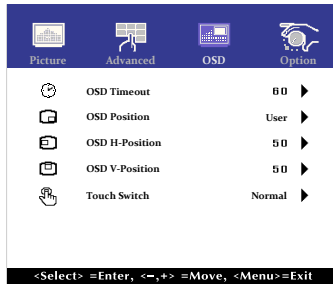 Picture Advanced OSD Option
OSD Timeout 60
OSD Position User
OSD H-Position 50
OSD V-Position 50
Touch Switch Normal
<Select> =Enter, <−,+> =Move, <Menu>=Exit